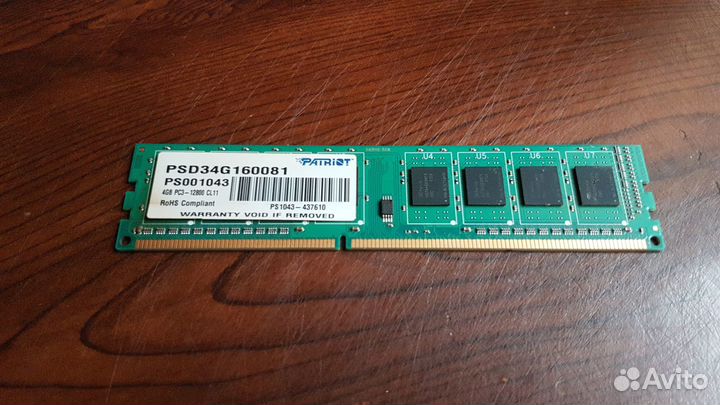 PATRIOT
PSD34G160081
PS001043
4GB PC3-12800 CL11
RoHS Compliant
PS1043-437610
WARRANTY VOID IF REMOVED
U4 U5 U6 U7
Avito